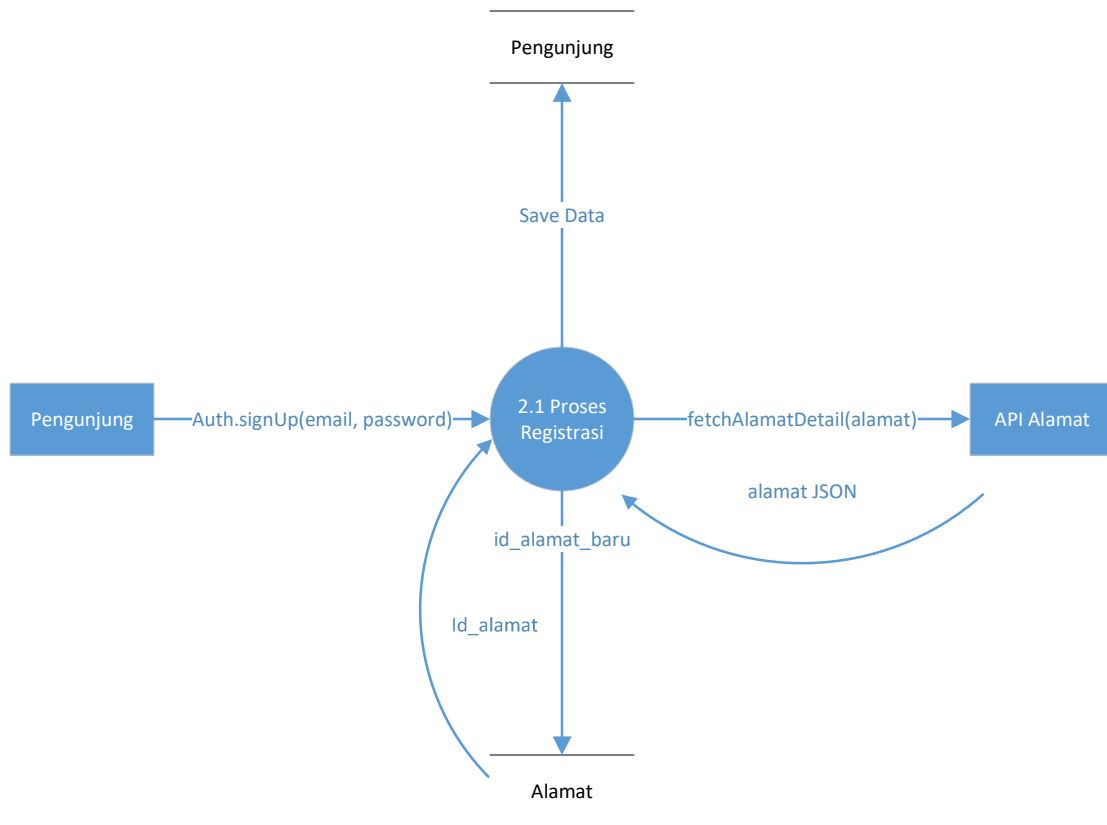 Pengunjung
Save Data
Pengunjung
Auth.signUp(email, password)
2.1 Proses
Registrasi
fetchAlamatDetail(alamat)
API Alamat
alamat JSON
id_alamat_baru
Id_alamat
Alamat